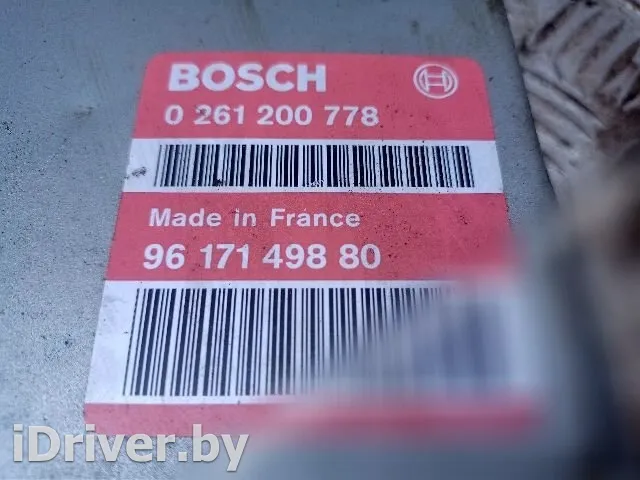 BOSCH
0 261 200 778
Made in France
96 171 498 80
iDriver.by